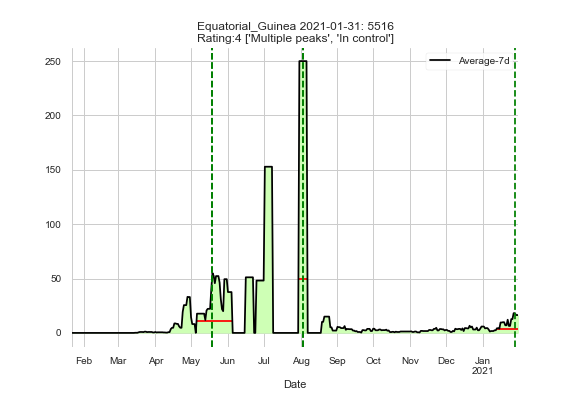 Equatorial_Guinea 2021-01-31: 5516
Rating:4 ['Multiple peaks', 'In control']
Average-7d
250
200
150
100
50
0
Feb Mar Apr May Jun Jul Aug Sep Oct Nov Dec Jan
2021
Date